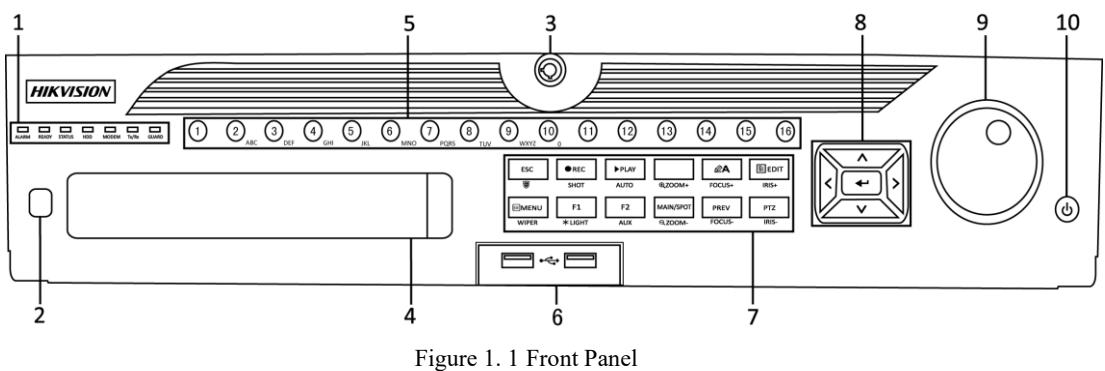 1 5 3 8 9 10
HIKVISION
ALARM READY STATUS HDD MODEM Tx/Rx GUARD
1 2 3 4 5 6 7 8 9 10 11 12 13 14 15 16
ABC DEF GHI JKL MNO PQRS TUV WXYZ 0
ESC REC PLAY A EDIT
SHOT AUTO ZOOM+ FOCUS+ IRIS+
MENU F1 F2 MAIN/SPOT PREV PTZ
WIPER LIGHT AUX ZOOM- FOCUS- IRIS-
2 4 6 7
Figure 1. 1 Front Panel